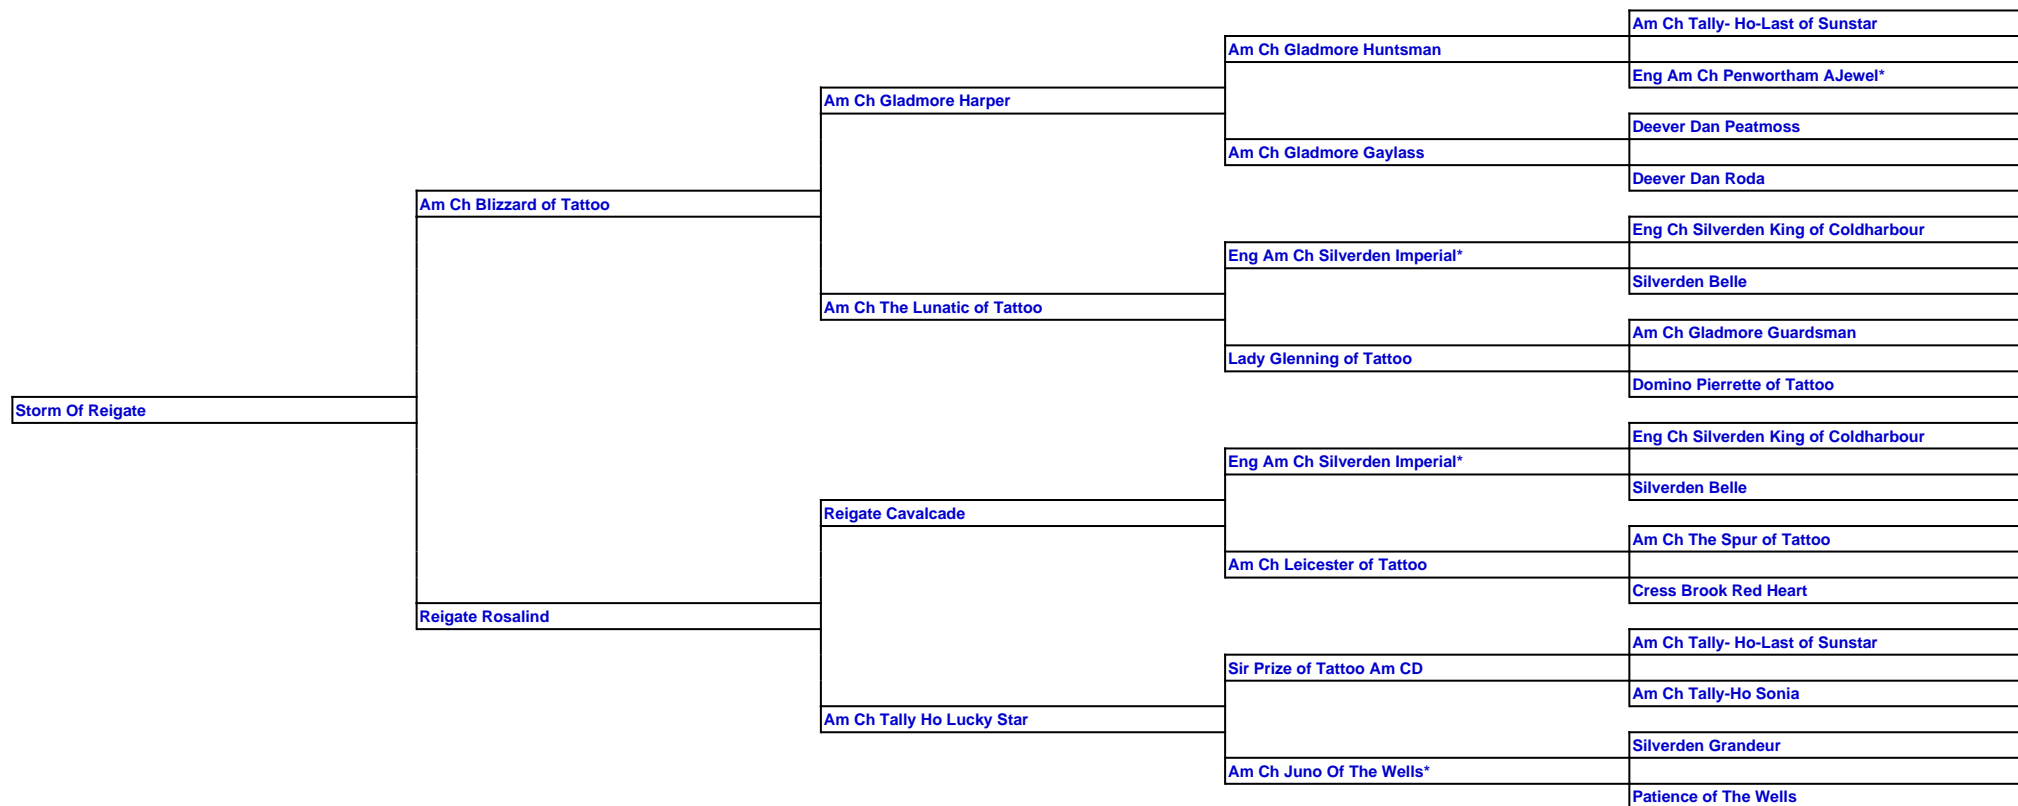 Am Ch Tally- Ho-Last of Sunstar
Am Ch Gladmore Huntsman
Eng Am Ch Penwortham AJewel*
Am Ch Gladmore Harper
Deever Dan Peatmoss
Am Ch Gladmore Gaylass
Deever Dan Roda
Am Ch Blizzard of Tattoo
Eng Ch Silverden King of Coldharbour
Eng Am Ch Silverden Imperial*
Silverden Belle
Am Ch The Lunatic of Tattoo
Am Ch Gladmore Guardsman
Lady Glenning of Tattoo
Domino Pierrette of Tattoo
Storm Of Reigate
Eng Ch Silverden King of Coldharbour
Eng Am Ch Silverden Imperial*
Silverden Belle
Reigate Cavalcade
Am Ch The Spur of Tattoo
Am Ch Leicester of Tattoo
Cress Brook Red Heart
Reigate Rosalind
Am Ch Tally- Ho-Last of Sunstar
Sir Prize of Tattoo Am CD
Am Ch Tally-Ho Sonia
Am Ch Tally Ho Lucky Star
Silverden Grandeur
Am Ch Juno Of The Wells*
Patience of The Wells